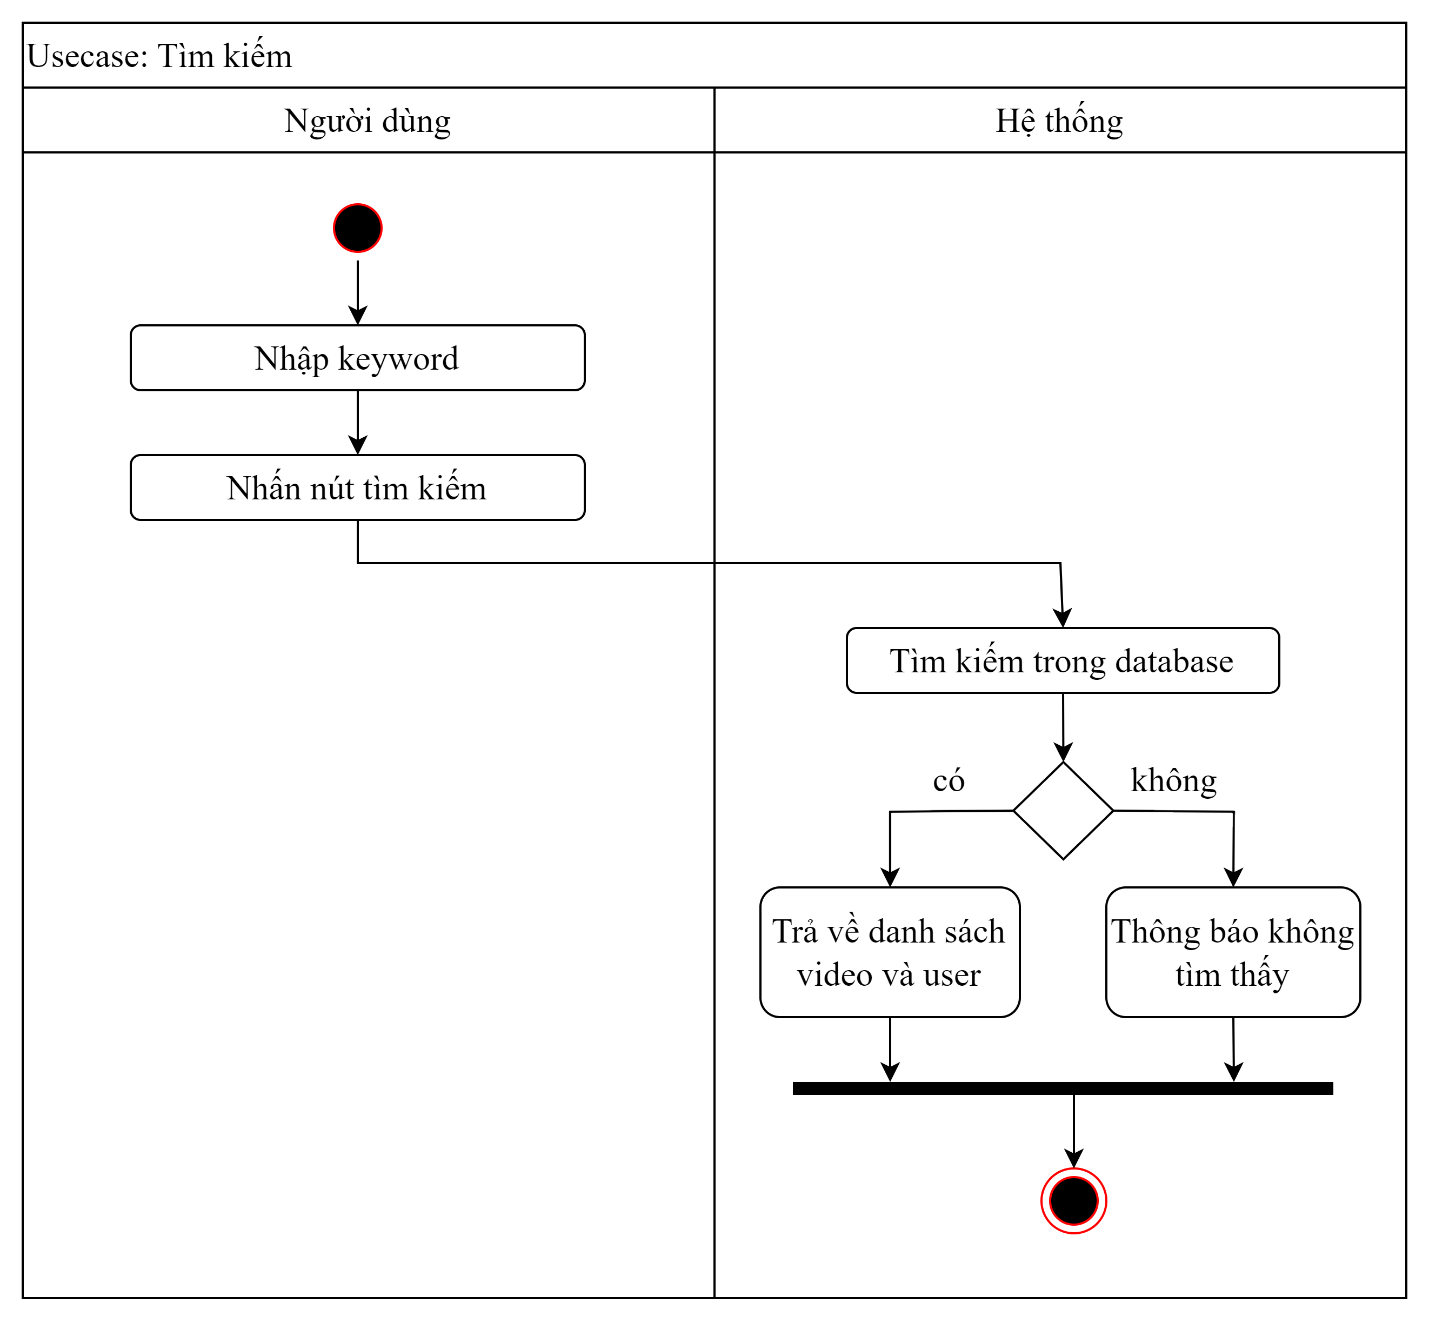 Usecase: Tìm kiếm
Người dùng
Hệ thống
Nhập keyword
Nhấn nút tìm kiếm
Tìm kiếm trong database
có
không
Trả về danh sách
video và user
Thông báo không
tìm thấy